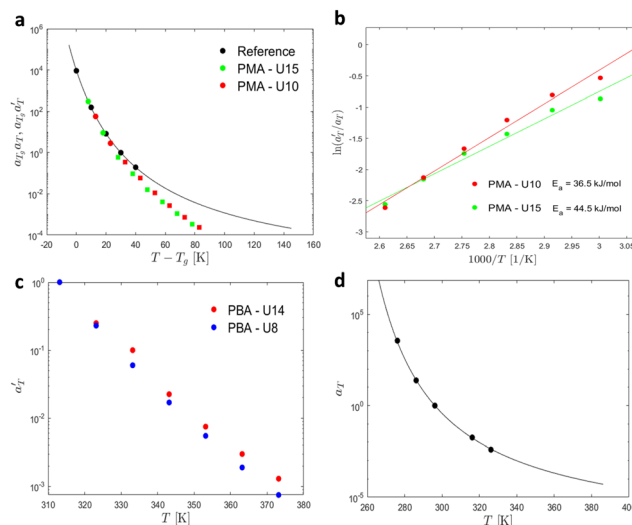 a
10^6
10^4
10^2
10^0
10^-2
10^-4
a_{T_g} a_T, a_{T_g} a'_T
Reference
PMA - U15
PMA - U10
-20 0 20 40 60 80 100 120 140 160
T − T_g [K]
b
0
-0.5
-1
-1.5
-2
-2.5
-3
ln(a'_T/a_T)
PMA - U10 E_a = 36.5 kJ/mol
PMA - U15 E_a = 44.5 kJ/mol
2.6 2.65 2.7 2.75 2.8 2.85 2.9 2.95 3 3.05
1000/T [1/K]
c
10^0
10^-1
10^-2
10^-3
a'_T
PBA - U14
PBA - U8
310 320 330 340 350 360 370 380
T [K]
d
10^5
10^0
10^-5
a_T
260 280 300 320 340 360 380 40
T [K]